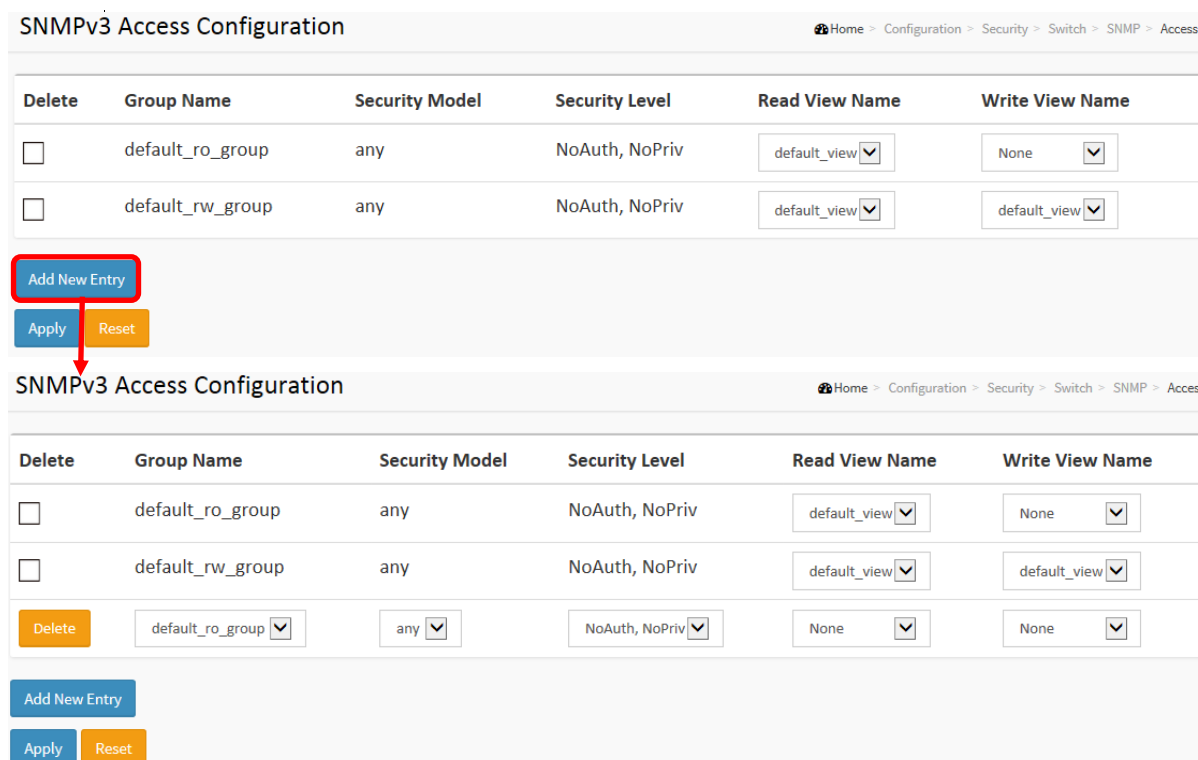 SNMPv3 Access Configuration
Home > Configuration > Security > Switch > SNMP > Access
Delete Group Name Security Model Security Level Read View Name Write View Name
default_ro_group any NoAuth, NoPriv default_view None
default_rw_group any NoAuth, NoPriv default_view default_view
Add New Entry
Apply Reset
SNMPv3 Access Configuration
Home > Configuration > Security > Switch > SNMP > Acces
Delete Group Name Security Model Security Level Read View Name Write View Name
default_ro_group any NoAuth, NoPriv default_view None
default_rw_group any NoAuth, NoPriv default_view default_view
Delete default_ro_group any NoAuth, NoPriv None None
Add New Entry
Apply Reset